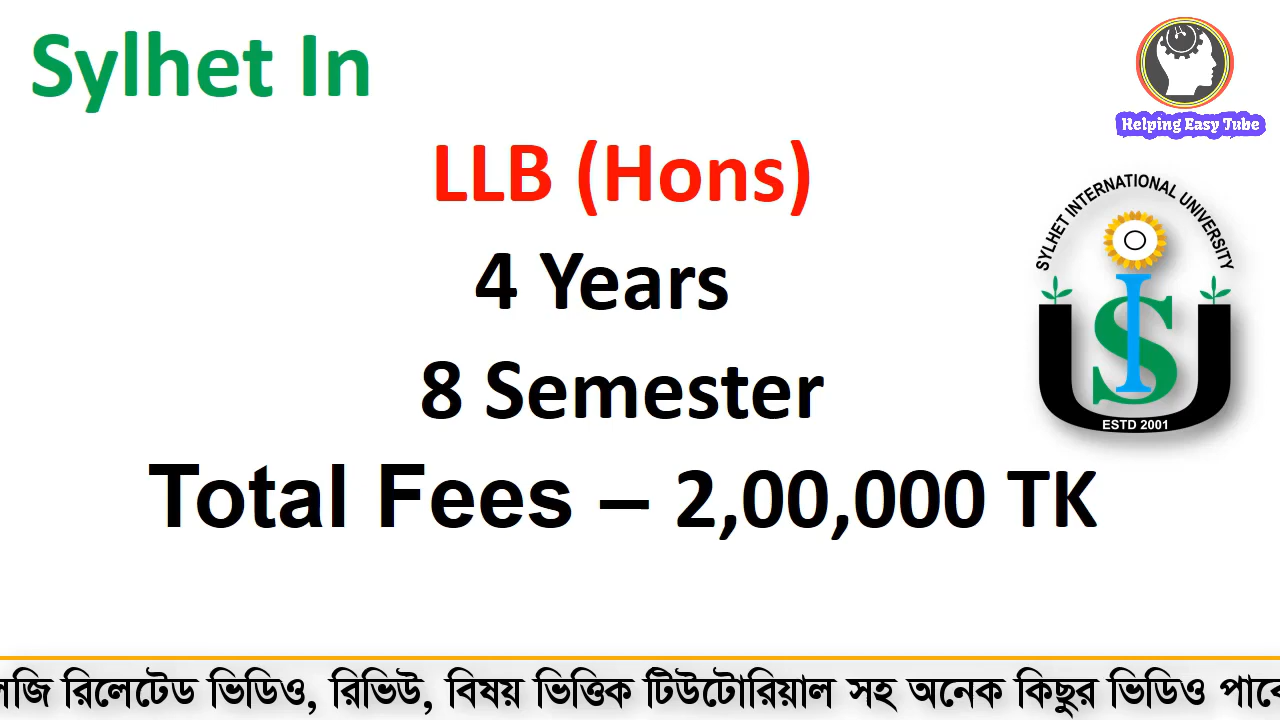 Sylhet In
Helping Easy Tube
LLB (Hons)
SYLHET INTERNATIONAL UNIVERSITY
4 Years
8 Semester
ESTD 2001
Total Fees – 2,00,000 TK
রিলেটেড ভিডিও, রিভিউ, বিষয় ভিত্তিক টিউটোরিয়াল সহ অনেক কিছুর ভিডিও